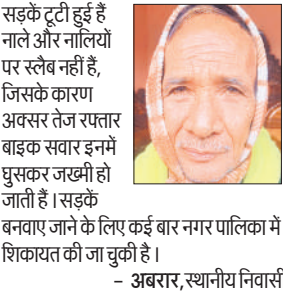 सड़कें टूटी हुई हैं
नाले और नालियों
पर स्लैब नहीं हैं,
जिसके कारण
अक्सर तेज रफ्तार
बाइक सवार इनमें
घुसकर जख्मी हो
जाती हैं । सड़कें
बनवाए जाने के लिए कई बार नगर पालिका में
शिकायत की जा चुकी है ।
– अबरार,स्थानीय निवासी